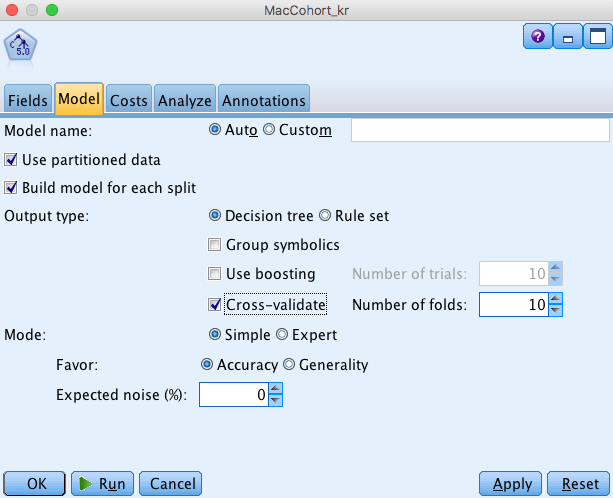 MacCohort_kr
C 5.0
?
Fields Model Costs Analyze Annotations
Model name: Auto Custom
Use partitioned data
Build model for each split
Output type: Decision tree Rule set
Group symbolics
Use boosting Number of trials: 10
Cross-validate Number of folds: 10
Mode: Simple Expert
Favor: Accuracy Generality
Expected noise (%): 0
OK Run Cancel Apply Reset